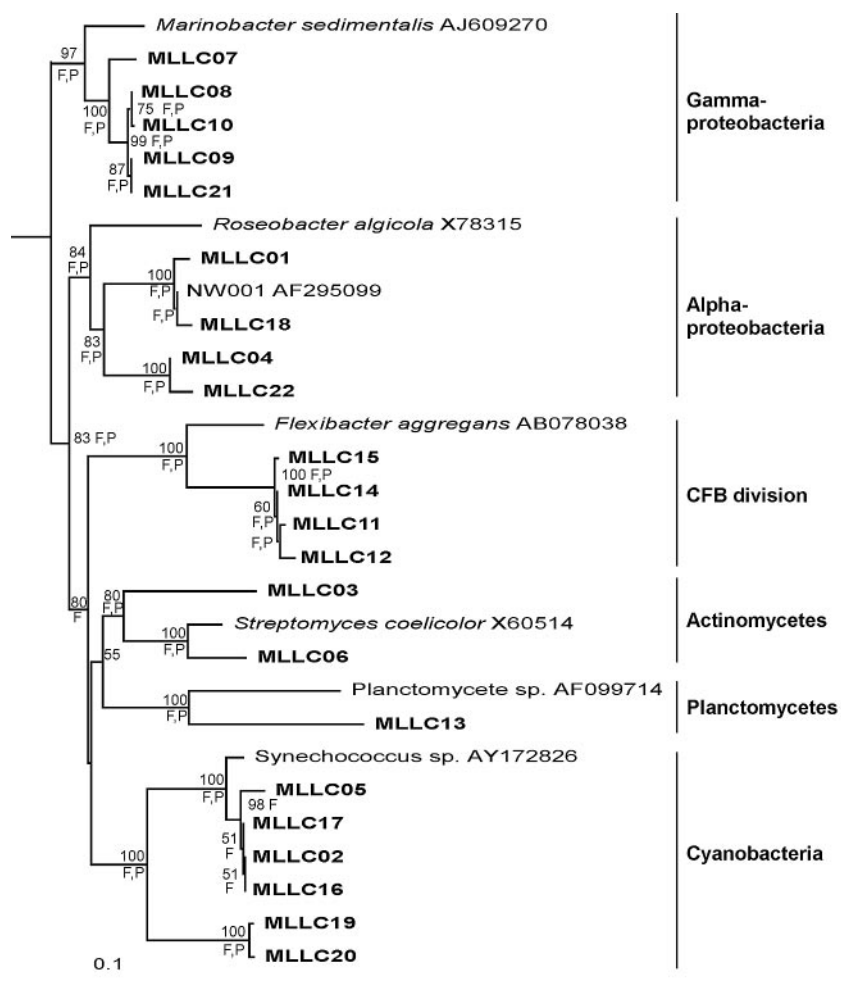 Marinobacter sedimentalis AJ609270
97
F,P
MLLC07
MLLC08
75 F,P
100
F,P
MLLC10
99 F,P
MLLC09
87
F,P
MLLC21
Gamma-
proteobacteria
Roseobacter algicola X78315
84
F,P
MLLC01
100
F,P
NW001 AF295099
F,P
MLLC18
83
F,P
MLLC04
100
F,P
MLLC22
Alpha-
proteobacteria
83 F,P
Flexibacter aggregans AB078038
100
F,P
MLLC15
100 F,P
MLLC14
60
F,P
MLLC11
F,P
MLLC12
CFB division
80
F
80
F,P
MLLC03
Streptomyces coelicolor X60514
100
F,P
MLLC06
Actinomycetes
55
Planctomycete sp. AF099714
100
F,P
MLLC13
Planctomycetes
Synechococcus sp. AY172826
100
F,P
MLLC05
98 F
MLLC17
51
F
MLLC02
51
F
MLLC16
100
F,P
MLLC19
100
F,P
MLLC20
Cyanobacteria
0.1